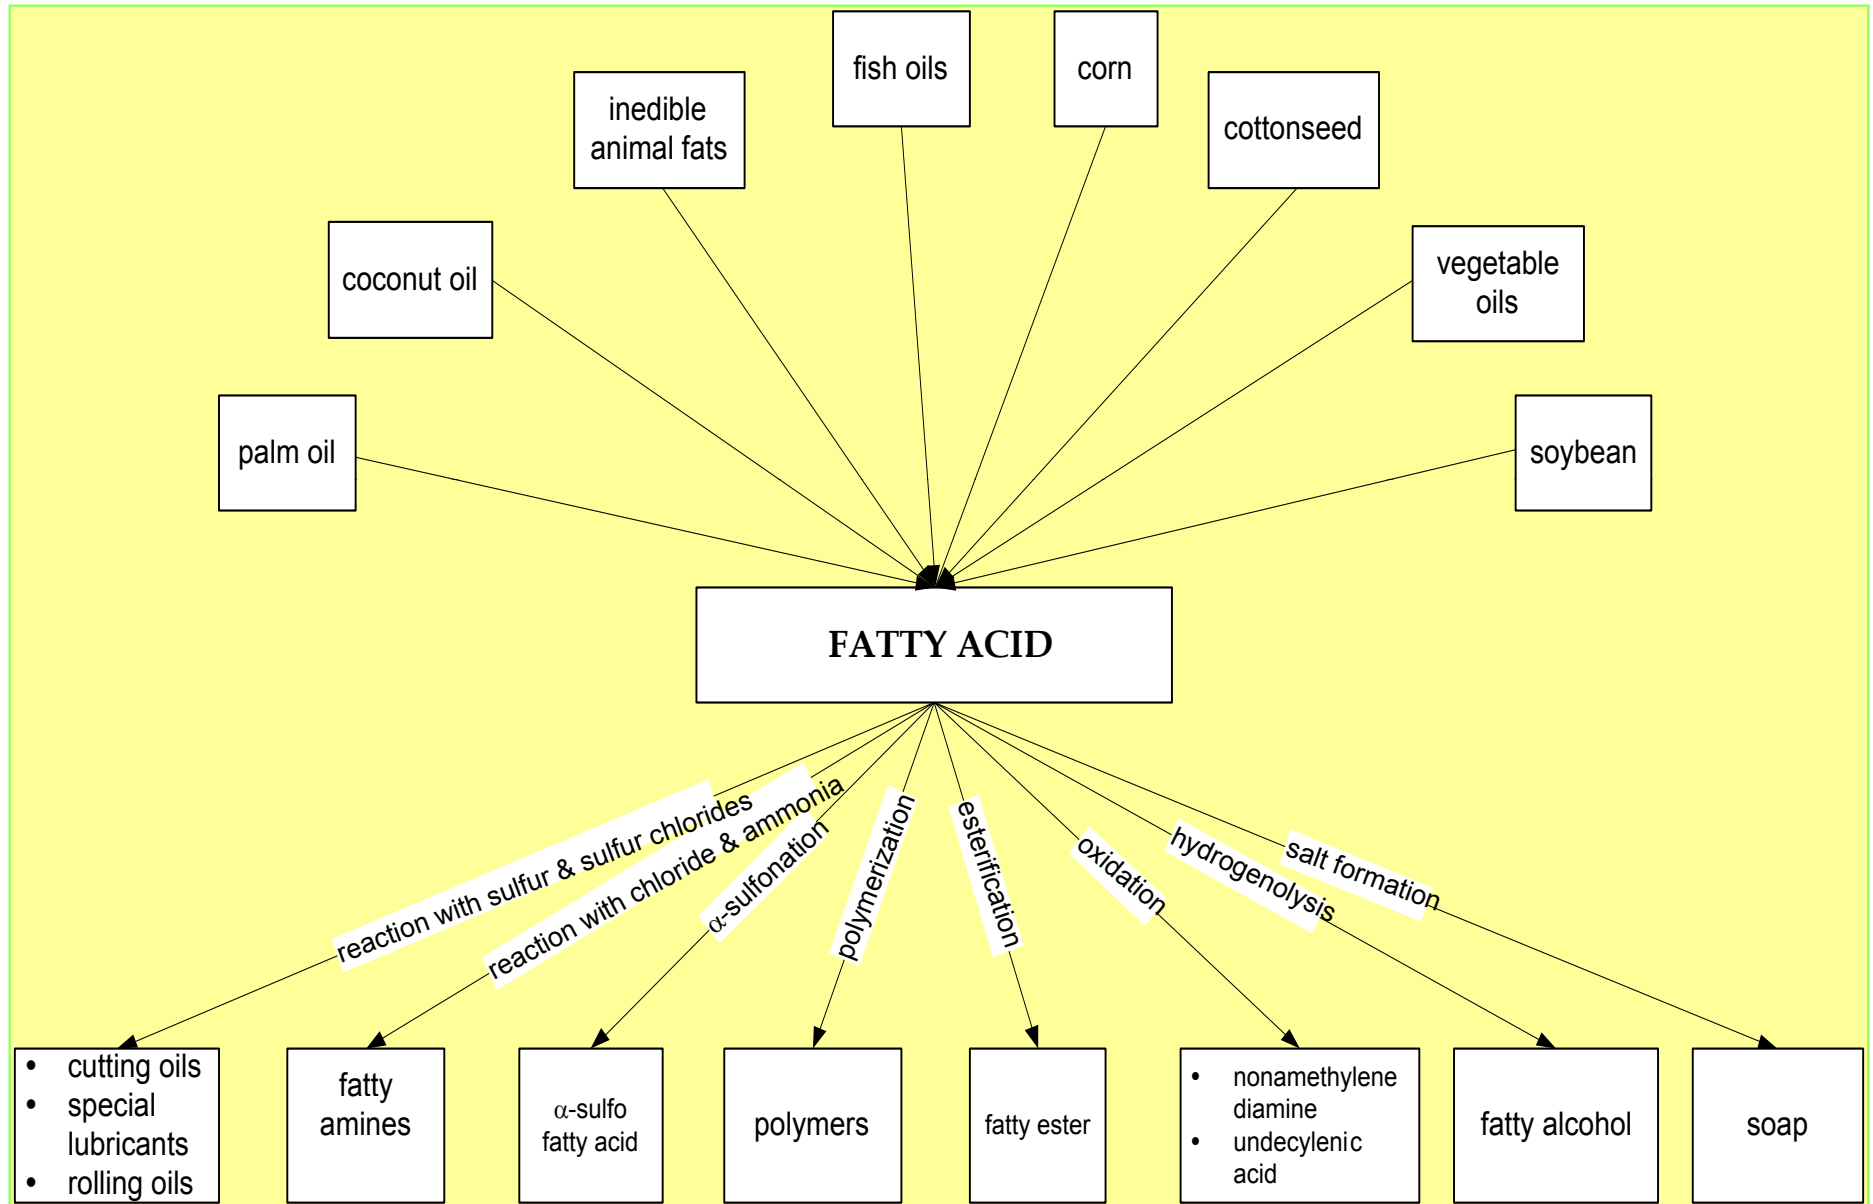 fish oils
corn
inedible
animal fats
cottonseed
coconut oil
vegetable
oils
palm oil
soybean
FATTY ACID
reaction with sulfur & sulfur chlorides
reaction with chloride & ammonia
α-sulfonation
polymerization
esterification
oxidation
hydrogenolysis
salt formation
• cutting oils
• special
lubricants
• rolling oils
fatty
amines
α-sulfo
fatty acid
polymers
fatty ester
• nonamethylene
diamine
• undecylenic
acid
fatty alcohol
soap